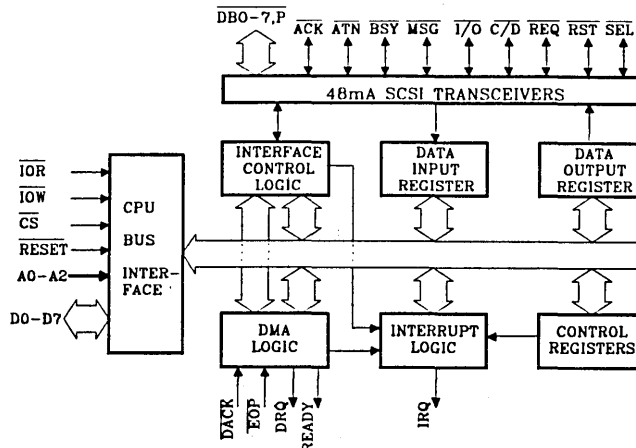 DB0-7,P ACK ATN BSY MSG I/O C/D REQ RST SEL
48mA SCSI TRANSCEIVERS
INTERFACE
CONTROL
LOGIC
DATA
INPUT
REGISTER
DATA
OUTPUT
REGISTER
IOR
IOW
CS
RESET
A0-A2
D0-D7
CPU
BUS
INTER-
FACE
DMA
LOGIC
INTERRUPT
LOGIC
CONTROL
REGISTERS
DACK
EOP
DRQ
READY
IRQ